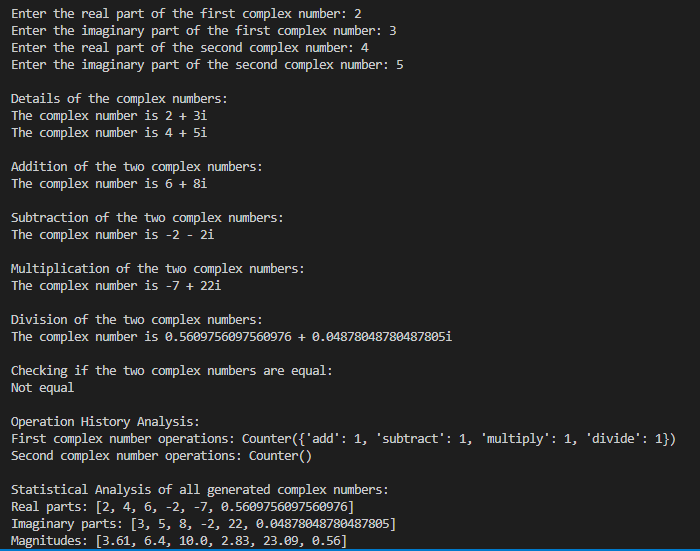 Enter the real part of the first complex number: 2
Enter the imaginary part of the first complex number: 3
Enter the real part of the second complex number: 4
Enter the imaginary part of the second complex number: 5
Details of the complex numbers:
The complex number is 2 + 3i
The complex number is 4 + 5i
Addition of the two complex numbers:
The complex number is 6 + 8i
Subtraction of the two complex numbers:
The complex number is -2 - 2i
Multiplication of the two complex numbers:
The complex number is -7 + 22i
Division of the two complex numbers:
The complex number is 0.5609756097560976 + 0.04878048780487805i
Checking if the two complex numbers are equal:
Not equal
Operation History Analysis:
First complex number operations: Counter({'add': 1, 'subtract': 1, 'multiply': 1, 'divide': 1})
Second complex number operations: Counter()
Statistical Analysis of all generated complex numbers:
Real parts: [2, 4, 6, -2, -7, 0.5609756097560976]
Imaginary parts: [3, 5, 8, -2, 22, 0.04878048780487805]
Magnitudes: [3.61, 6.4, 10.0, 2.83, 23.09, 0.56]